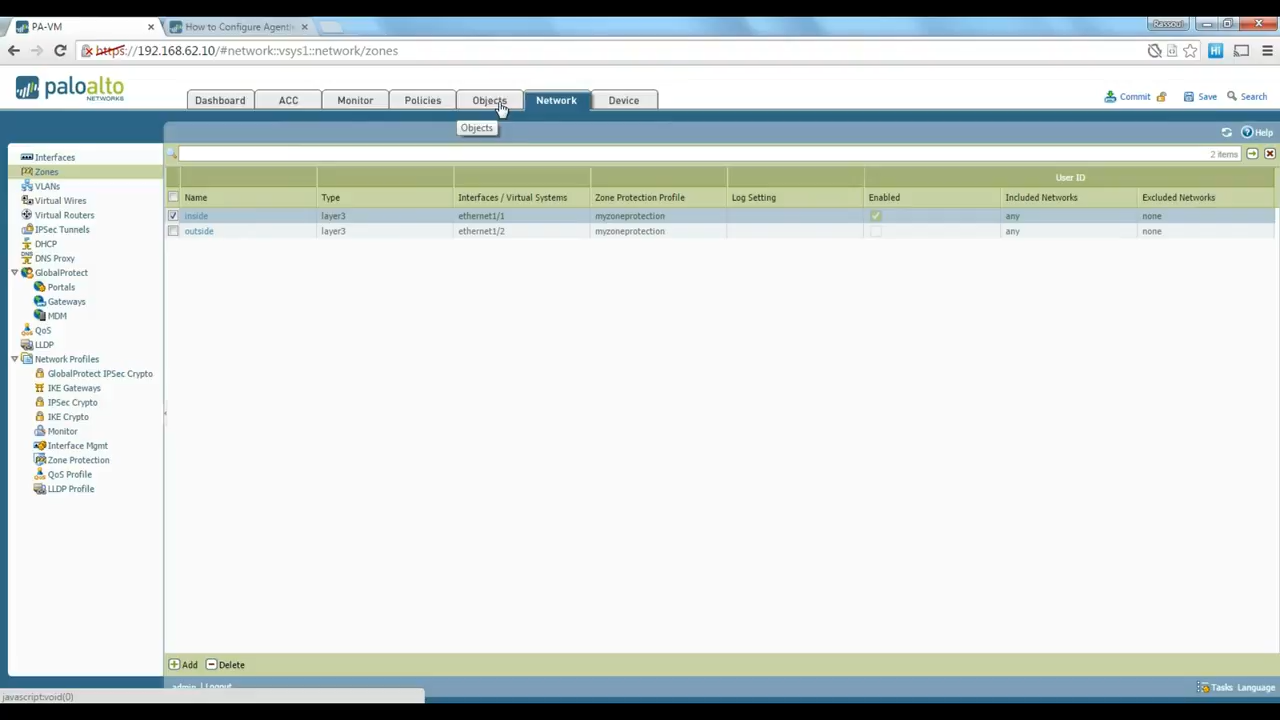 PA-VM
How to Configure Agentl
Rassoul
https://192.168.62.10/#network::vsys1::network/zones
Hi
paloalto
NETWORKS
Dashboard
ACC
Monitor
Policies
Objects
Network
Device
Commit
Save
Search
Objects
Help
2 items
Interfaces
Zones
VLANs
Virtual Wires
Virtual Routers
IPSec Tunnels
DHCP
DNS Proxy
GlobalProtect
Portals
Gateways
MDM
QoS
LLDP
Network Profiles
GlobalProtect IPSec Crypto
IKE Gateways
IPSec Crypto
IKE Crypto
Monitor
Interface Mgmt
Zone Protection
QoS Profile
LLDP Profile
User ID
Name Type Interfaces / Virtual Systems Zone Protection Profile Log Setting Enabled Included Networks Excluded Networks
inside layer3 ethernet1/1 myzoneprotection any none
outside layer3 ethernet1/2 myzoneprotection any none
Add Delete
admin Logout
javascript:void(0)
Tasks Language